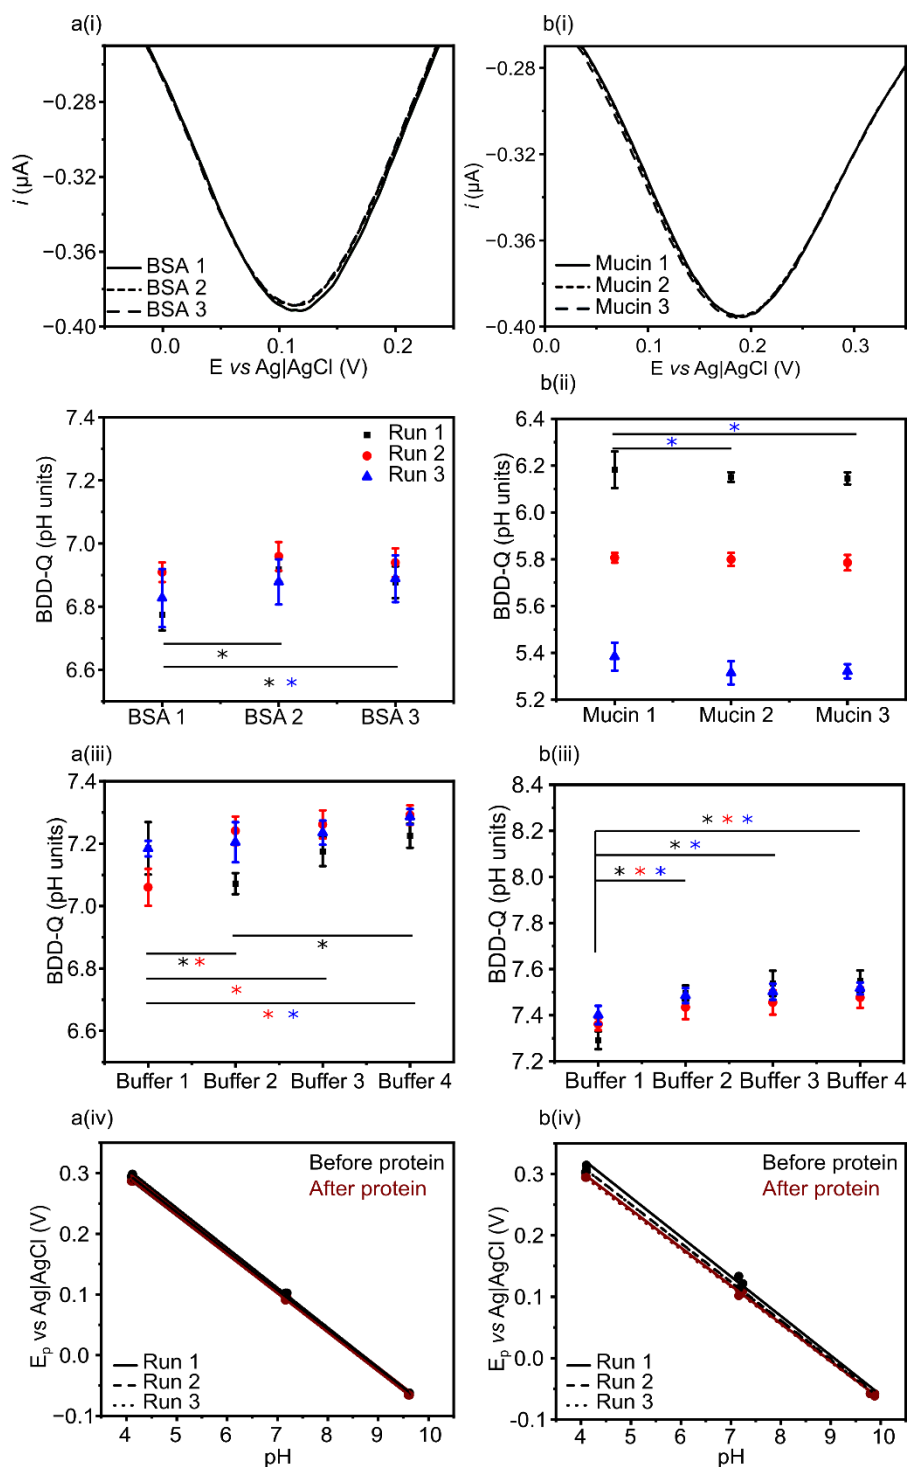 a(i)
−0.28
−0.32
−0.36
−0.40
i (µA)
BSA 1
BSA 2
BSA 3
0.0
0.1
0.2
E vs Ag|AgCl (V)
b(i)
−0.28
−0.32
−0.36
−0.40
i (µA)
Mucin 1
Mucin 2
Mucin 3
0.0
0.1
0.2
0.3
E vs Ag|AgCl (V)
7.4
7.2
7.0
6.8
6.6
BDD-Q (pH units)
Run 1
Run 2
Run 3
* 
* *
BSA 1
BSA 2
BSA 3
b(ii)
6.4
6.2
6.0
5.8
5.6
5.4
5.2
BDD-Q (pH units)
*
*
Mucin 1
Mucin 2
Mucin 3
a(iii)
7.4
7.2
7.0
6.8
6.6
BDD-Q (pH units)
*
* *
*
* *
Buffer 1
Buffer 2
Buffer 3
Buffer 4
b(iii)
8.4
8.2
8.0
7.8
7.6
7.4
7.2
BDD-Q (pH units)
* * *
* *
* * *
Buffer 1
Buffer 2
Buffer 3
Buffer 4
a(iv)
0.3
0.2
0.1
0.0
-0.1
Ep vs Ag|AgCl (V)
Before protein
After protein
Run 1
Run 2
Run 3
4 5 6 7 8 9 10
pH
b(iv)
0.3
0.2
0.1
0.0
-0.1
Ep vs Ag|AgCl (V)
Before protein
After protein
Run 1
Run 2
Run 3
4 5 6 7 8 9 10
pH